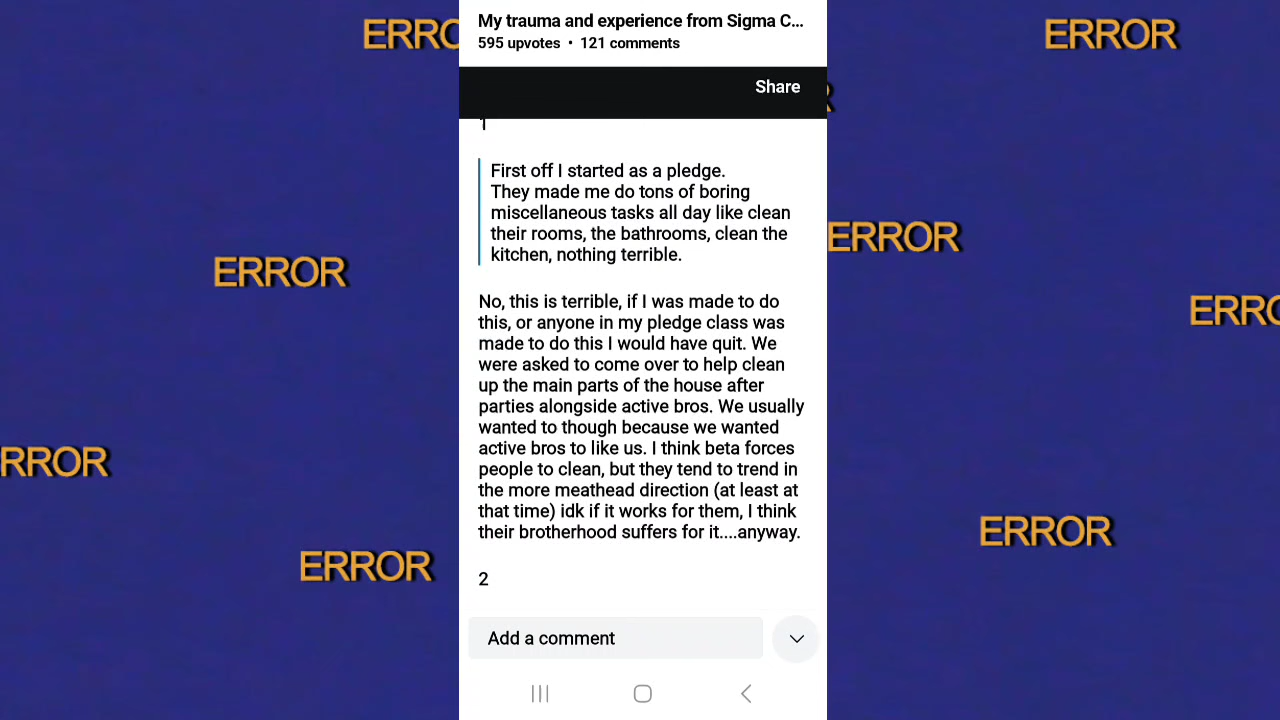 My trauma and experience from Sigma C...
595 upvotes • 121 comments
Share
1
First off I started as a pledge.
They made me do tons of boring
miscellaneous tasks all day like clean
their rooms, the bathrooms, clean the
kitchen, nothing terrible.
No, this is terrible, if I was made to do
this, or anyone in my pledge class was
made to do this I would have quit. We
were asked to come over to help clean
up the main parts of the house after
parties alongside active bros. We usually
wanted to though because we wanted
active bros to like us. I think beta forces
people to clean, but they tend to trend in
the more meathead direction (at least at
that time) idk if it works for them, I think
their brotherhood suffers for it....anyway.
2
Add a comment
ERRO
ERROR
ERROR
ERROR
ERRO
RROR
ERROR
ERROR
R